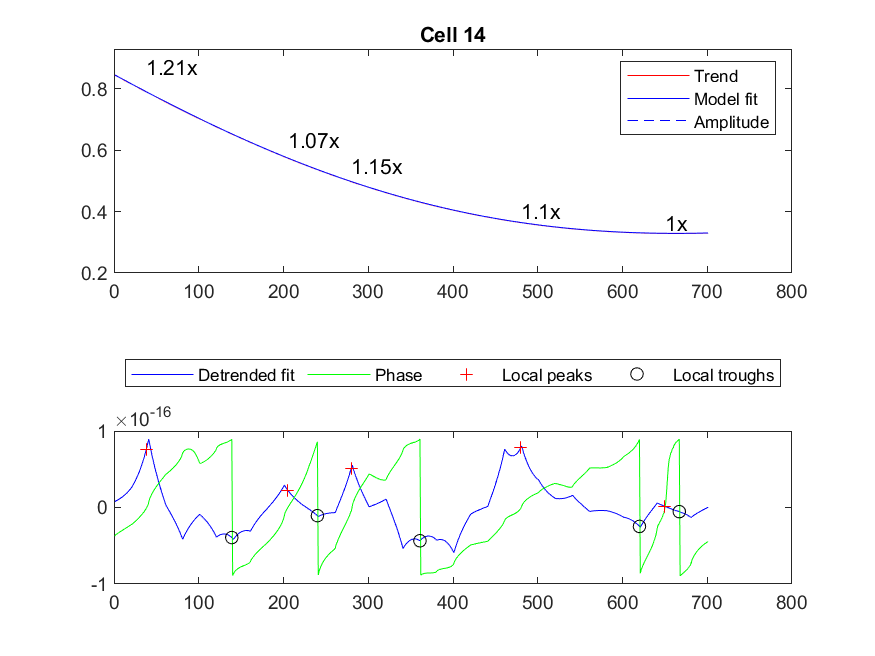 Cell 14
0.8
0.6
0.4
0.2
1.21x
1.07x
1.15x
1.1x
1x
Trend
Model fit
Amplitude
0 100 200 300 400 500 600 700 800
Detrended fit Phase Local peaks Local troughs
×10-16
1
0
-1
0 100 200 300 400 500 600 700 800